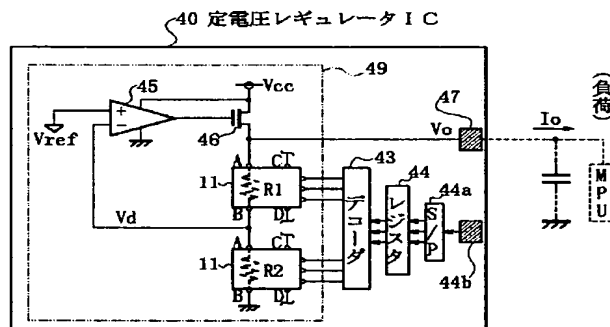 40 定電圧レギュレータIC
49
45
Vcc
46
Vref
+
−
Vo
47
Io
(負荷)
MPU
A
CT
43
44
44a
11
R1
デコーダ
レジスタ
S/P
B
DL
Vd
A
CT
11
R2
B
DL
44b